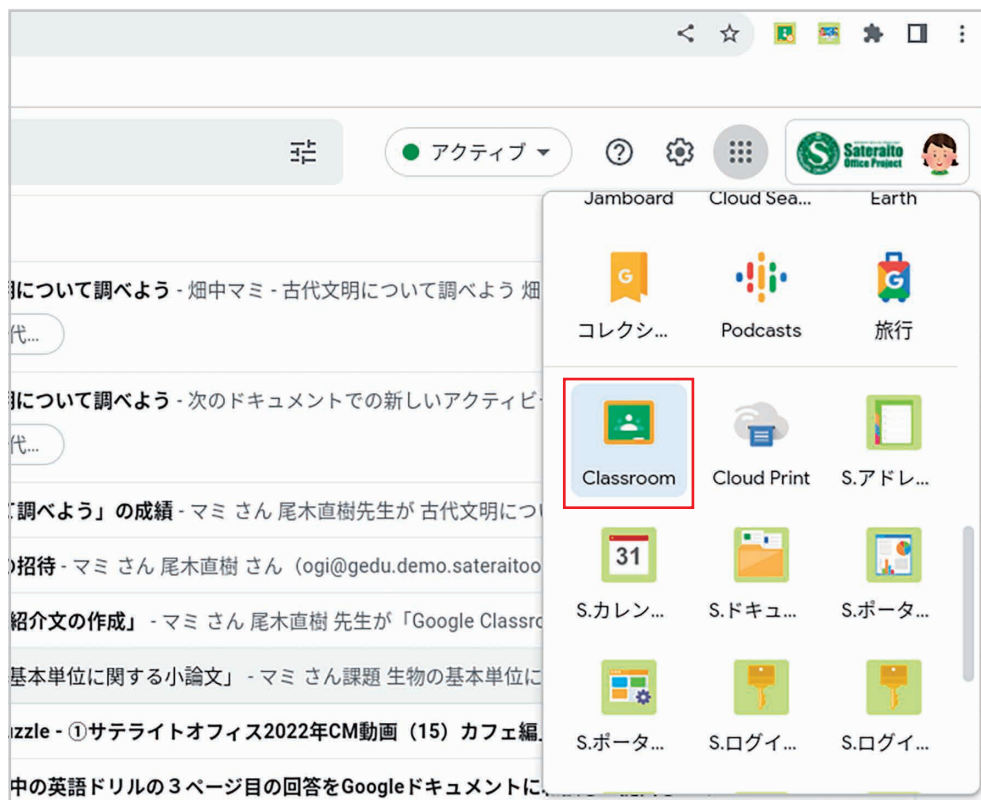 アクティブ
Sateraito
Office Project
Jamboard Cloud Sea... Earth
G
G
コレクシ... Podcasts 旅行
Classroom Cloud Print S.アドレ...
31
S.カレン... S.ドキュ... S.ポータ...
S.ポータ... S.ログイ... S.ログイ...
について調べよう - 畑中マミ - 古代文明について調べよう 畑
代...
について調べよう - 次のドキュメントでの新しいアクティビ
代...
調べよう」の成績 - マミ さん 尾木直樹先生が 古代文明につ
招待 - マミ さん 尾木直樹 さん（ogi@gedu.demo.sateraitoo
紹介文の作成」 - マミ さん 尾木直樹 先生が「Google Classro
基本単位に関する小論文」 - マミ さん課題 生物の基本単位に
zzle - ①サテライトオフィス2022年CM動画（15）カフェ編
中の英語ドリルの３ページ目の回答をGoogleドキュメントに